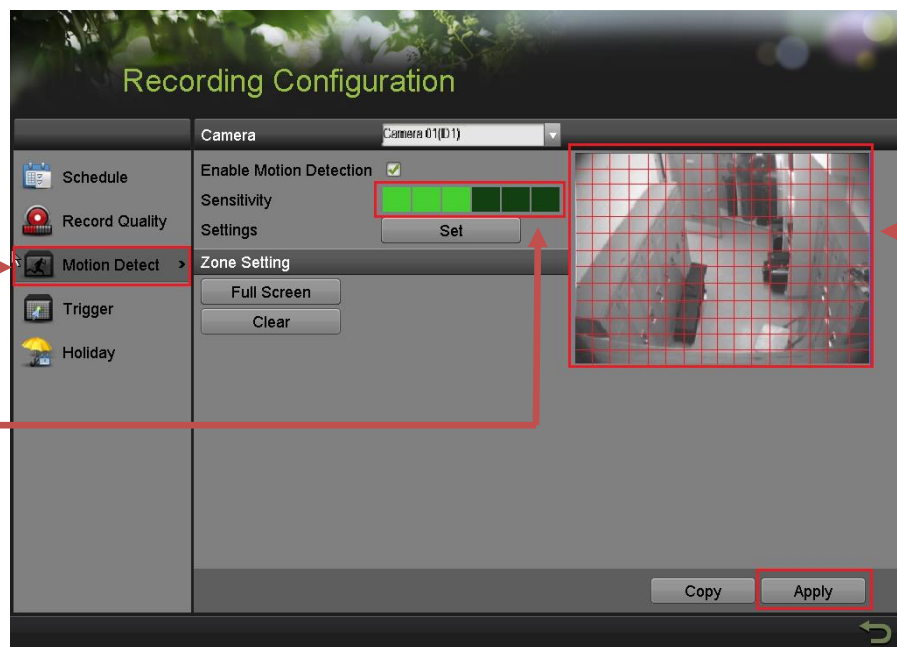 Recording Configuration
Camera
Camera 01(ID1)
Schedule
Record Quality
Motion Detect >
Trigger
Holiday
Enable Motion Detection
Sensitivity
Settings
Set
Zone Setting
Full Screen
Clear
Copy
Apply